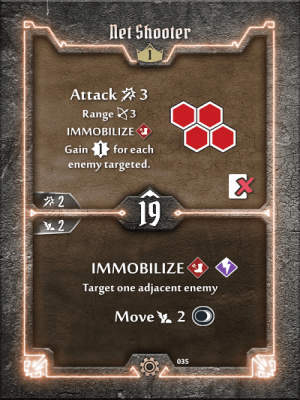 Net Shooter
1
Attack 3
Range 3
IMMOBILIZE
Gain 1 for each
enemy targeted.
2
19
2
IMMOBILIZE
Target one adjacent enemy
Move 2
035